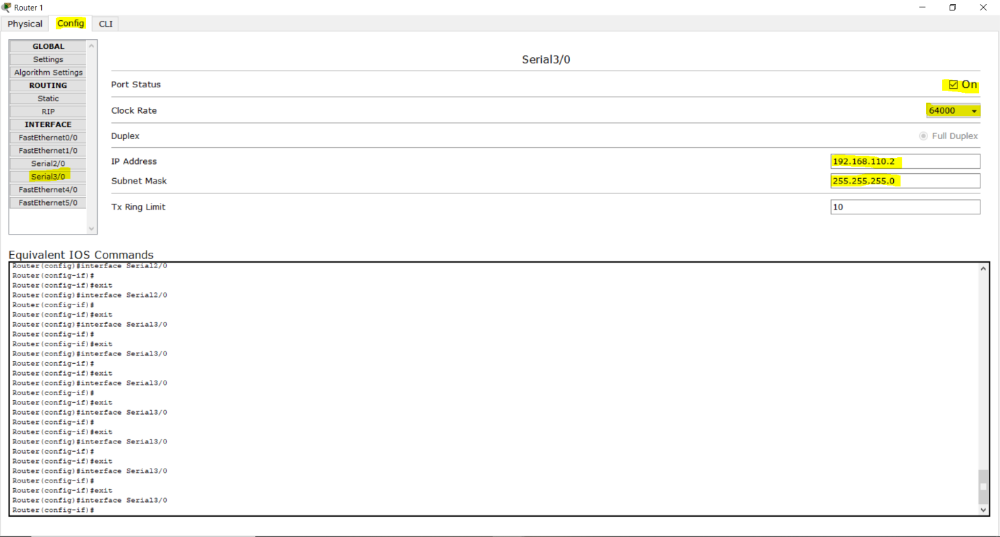 Router 1
Physical Config CLI
GLOBAL
Settings
Algorithm Settings
ROUTING
Static
RIP
INTERFACE
FastEthernet0/0
FastEthernet1/0
Serial2/0
Serial3/0
FastEthernet4/0
FastEthernet5/0
Serial3/0
Port Status On
Clock Rate 64000
Duplex Full Duplex
IP Address 192.168.110.2
Subnet Mask 255.255.255.0
Tx Ring Limit 10
Equivalent IOS Commands
Router(config)#interface Serial2/0
Router(config-if)#
Router(config-if)#exit
Router(config)#interface Serial2/0
Router(config-if)#
Router(config-if)#exit
Router(config)#interface Serial3/0
Router(config-if)#
Router(config-if)#exit
Router(config)#interface Serial3/0
Router(config-if)#
Router(config-if)#exit
Router(config)#interface Serial3/0
Router(config-if)#
Router(config-if)#exit
Router(config)#interface Serial3/0
Router(config-if)#
Router(config-if)#exit
Router(config)#interface Serial3/0
Router(config-if)#
Router(config-if)#exit
Router(config)#interface Serial3/0
Router(config-if)#
Router(config-if)#exit
Router(config)#interface Serial3/0
Router(config-if)#